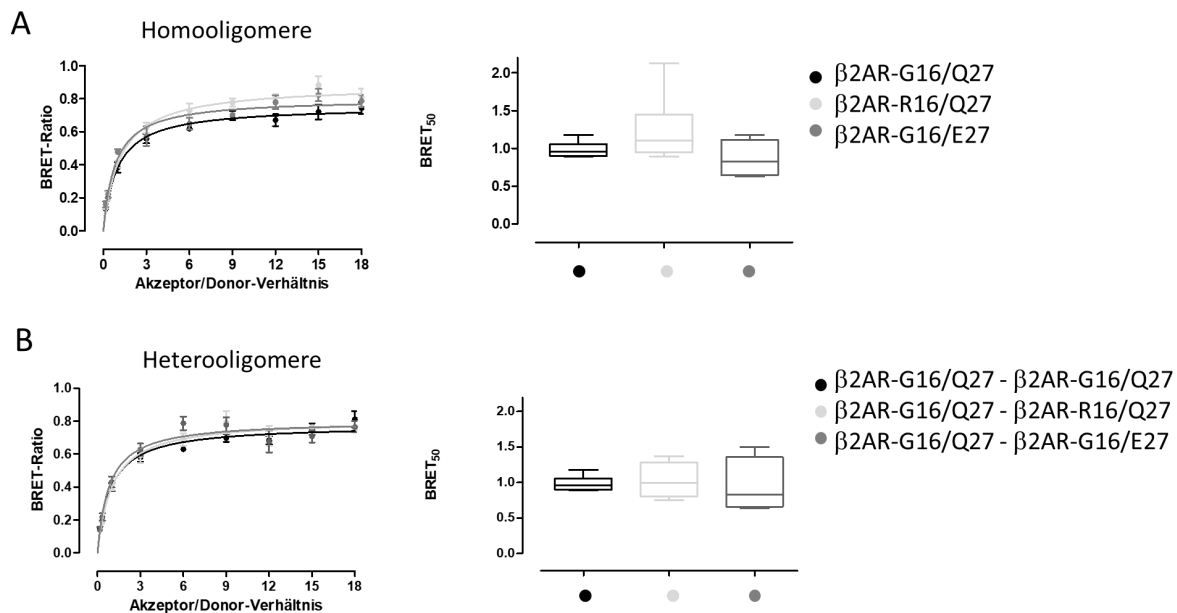 A
Homooligomere
BRET-Ratio
1.0
0.8
0.6
0.4
0.2
0.0
0 3 6 9 12 15 18
Akzeptor/Donor-Verhältnis
BRET50
2.0
1.5
1.0
0.5
0.0
β2AR-G16/Q27
β2AR-R16/Q27
β2AR-G16/E27
B
Heterooligomere
BRET-Ratio
1.0
0.8
0.6
0.4
0.2
0.0
0 3 6 9 12 15 18
Akzeptor/Donor-Verhältnis
BRET50
2.0
1.5
1.0
0.5
0.0
β2AR-G16/Q27 - β2AR-G16/Q27
β2AR-G16/Q27 - β2AR-R16/Q27
β2AR-G16/Q27 - β2AR-G16/E27